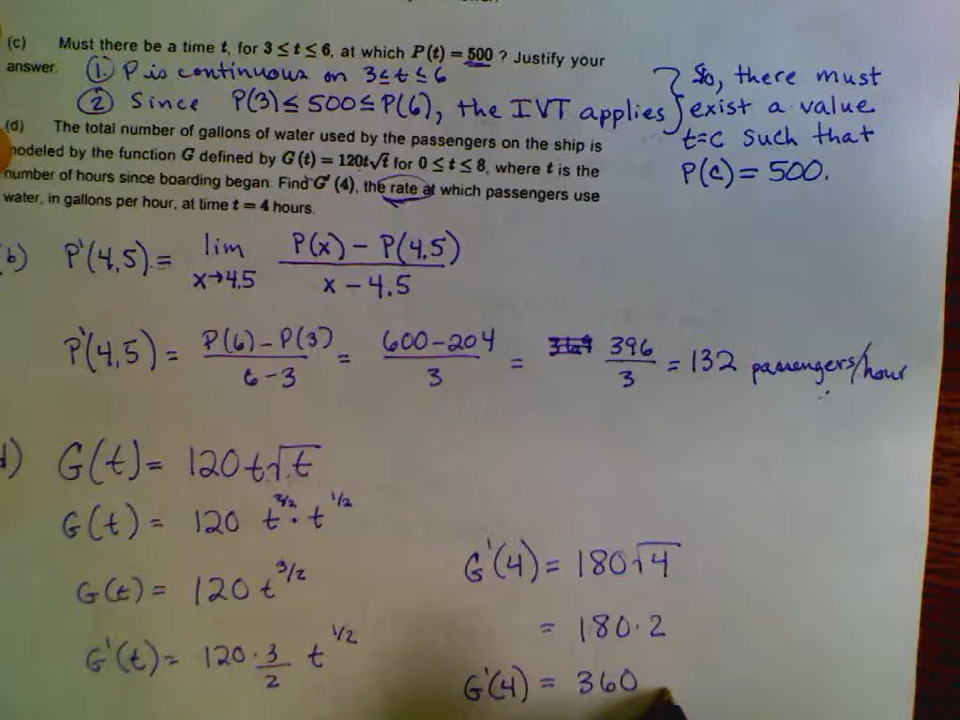 (c) Must there be a time t, for 3 ≤ t ≤ 6, at which P(t) = 500 ? Justify your
answer. ① P is continuous on 3 ≤ t ≤ 6
② Since P(3) ≤ 500 ≤ P(6), the IVT applies
So, there must
exist a value
t=c such that
P(c) = 500.
(d) The total number of gallons of water used by the passengers on the ship is
modeled by the function G defined by G(t) = 120t√t for 0 ≤ t ≤ 8, where t is the
number of hours since boarding began. Find G' (4), the rate at which passengers use
water, in gallons per hour, at time t = 4 hours.
b) P'(4.5) = lim x→4.5 P(x) − P(4.5) / x − 4.5
P'(4.5) = P(6) − P(3) / 6 − 3 = 600 − 204 / 3 = 396 / 3 = 132 passengers/hour
d) G(t) = 120t√t
G(t) = 120 t^2/2 · t^1/2
G(t) = 120 t^3/2
G'(t) = 120 · 3/2 t^1/2
G'(4) = 180√4
= 180·2
G'(4) = 360